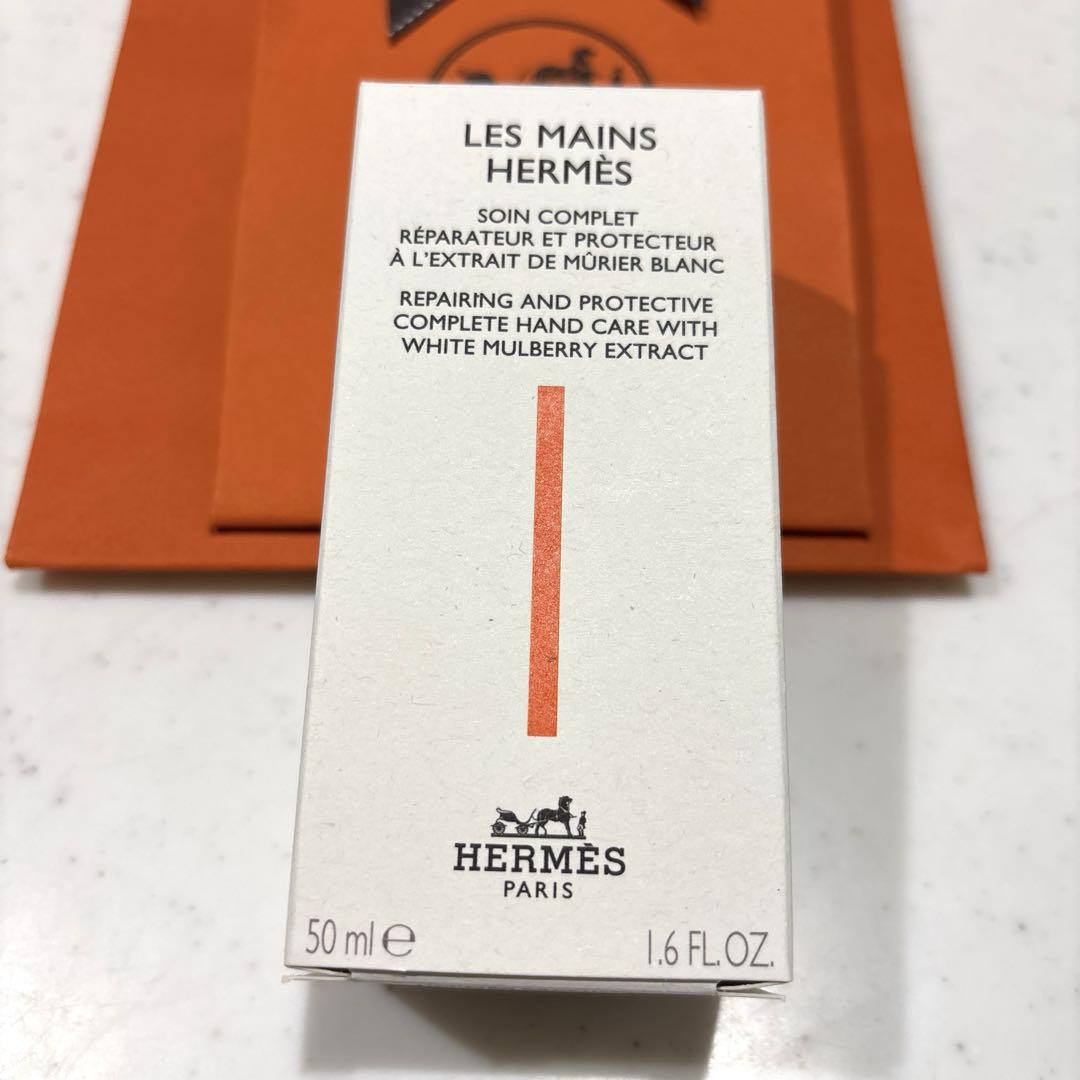 LES MAINS
HERMÈS
SOIN COMPLET
RÉPARATEUR ET PROTECTEUR
À L'EXTRAIT DE MÛRIER BLANC
REPAIRING AND PROTECTIVE
COMPLETE HAND CARE WITH
WHITE MULBERRY EXTRACT
HERMÈS
PARIS
50 ml ℮
1.6 FL.OZ.